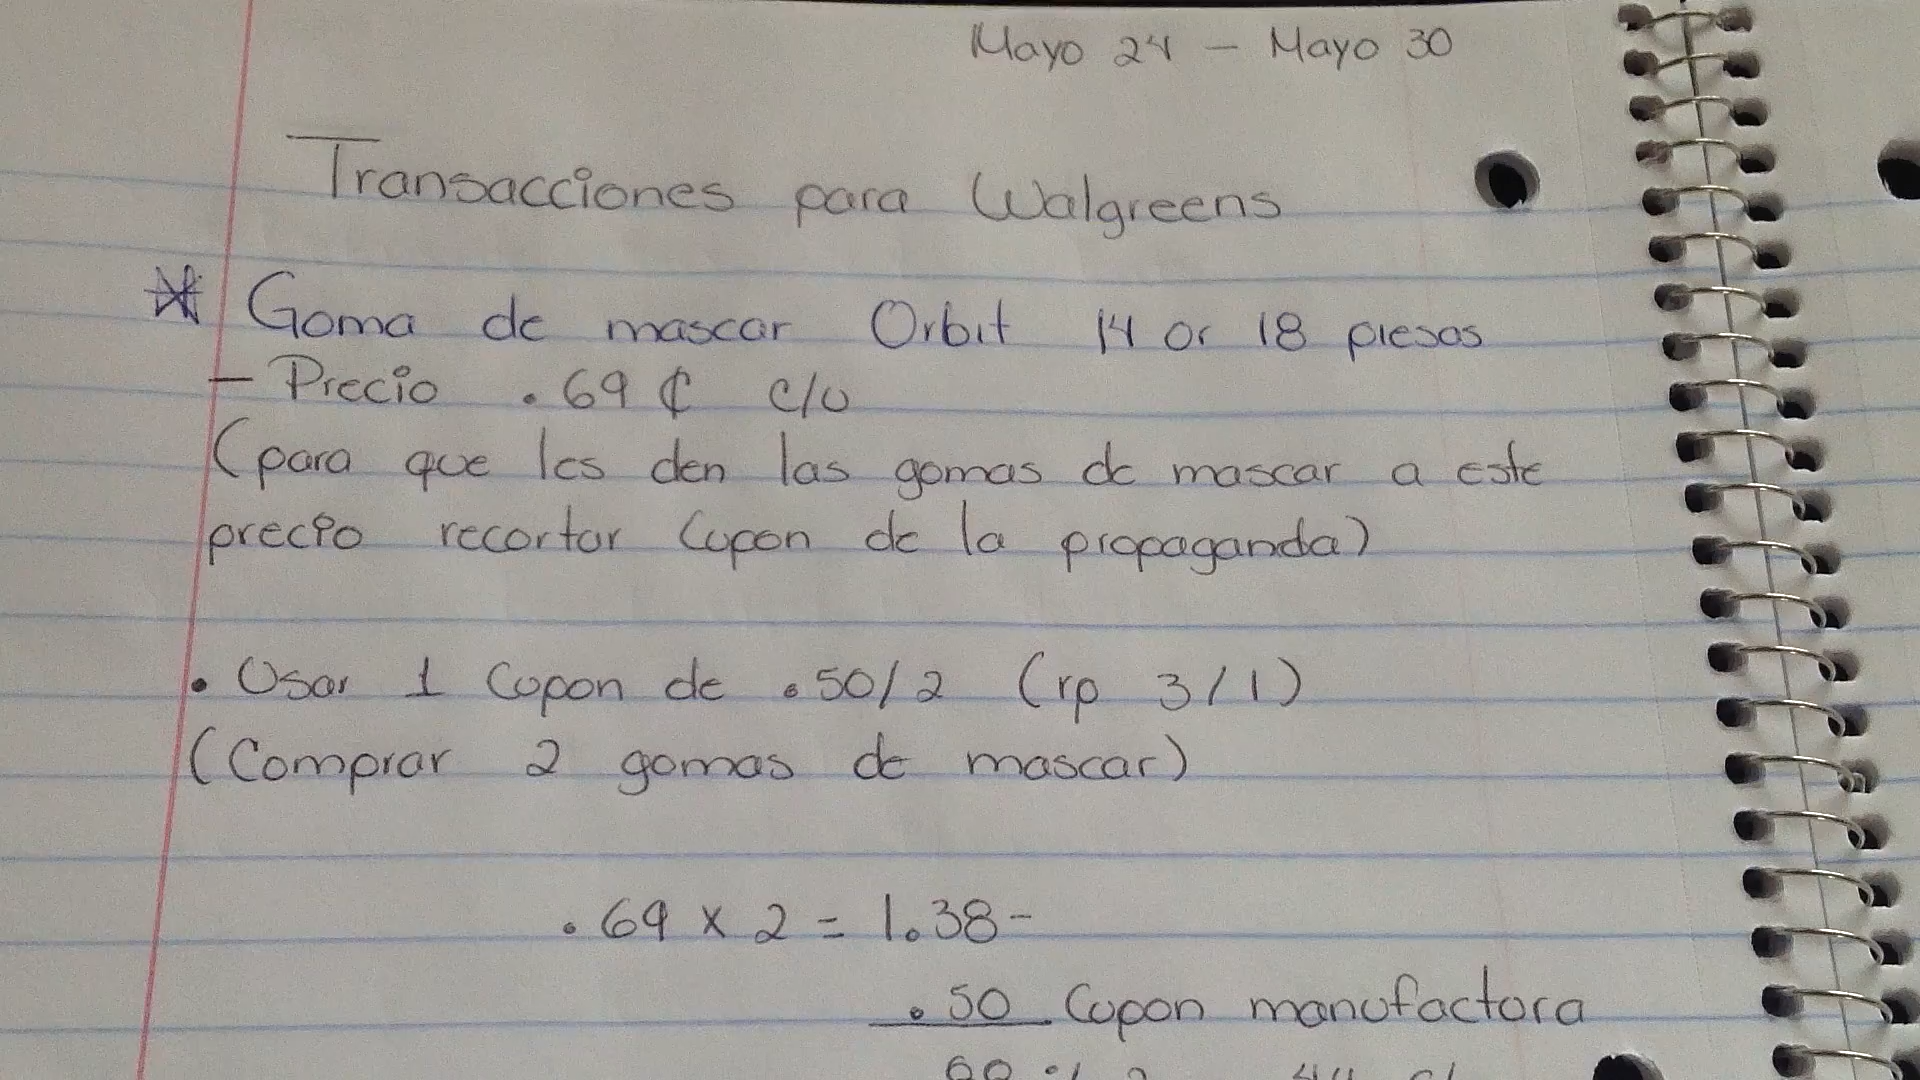 Mayo 24 - Mayo 30
Transacciones para Walgreens
* Goma de mascar Orbit 14 or 18 piesas
- Precio .69 ¢ c/u
(para que les den las gomas de mascar a este
precio recortar cupon de la propaganda)
• Usar 1 cupon de .50/2 (rp 3/1)
(Comprar 2 gomas de mascar)
.69 x 2 = 1.38-
.50 Cupon manufactora